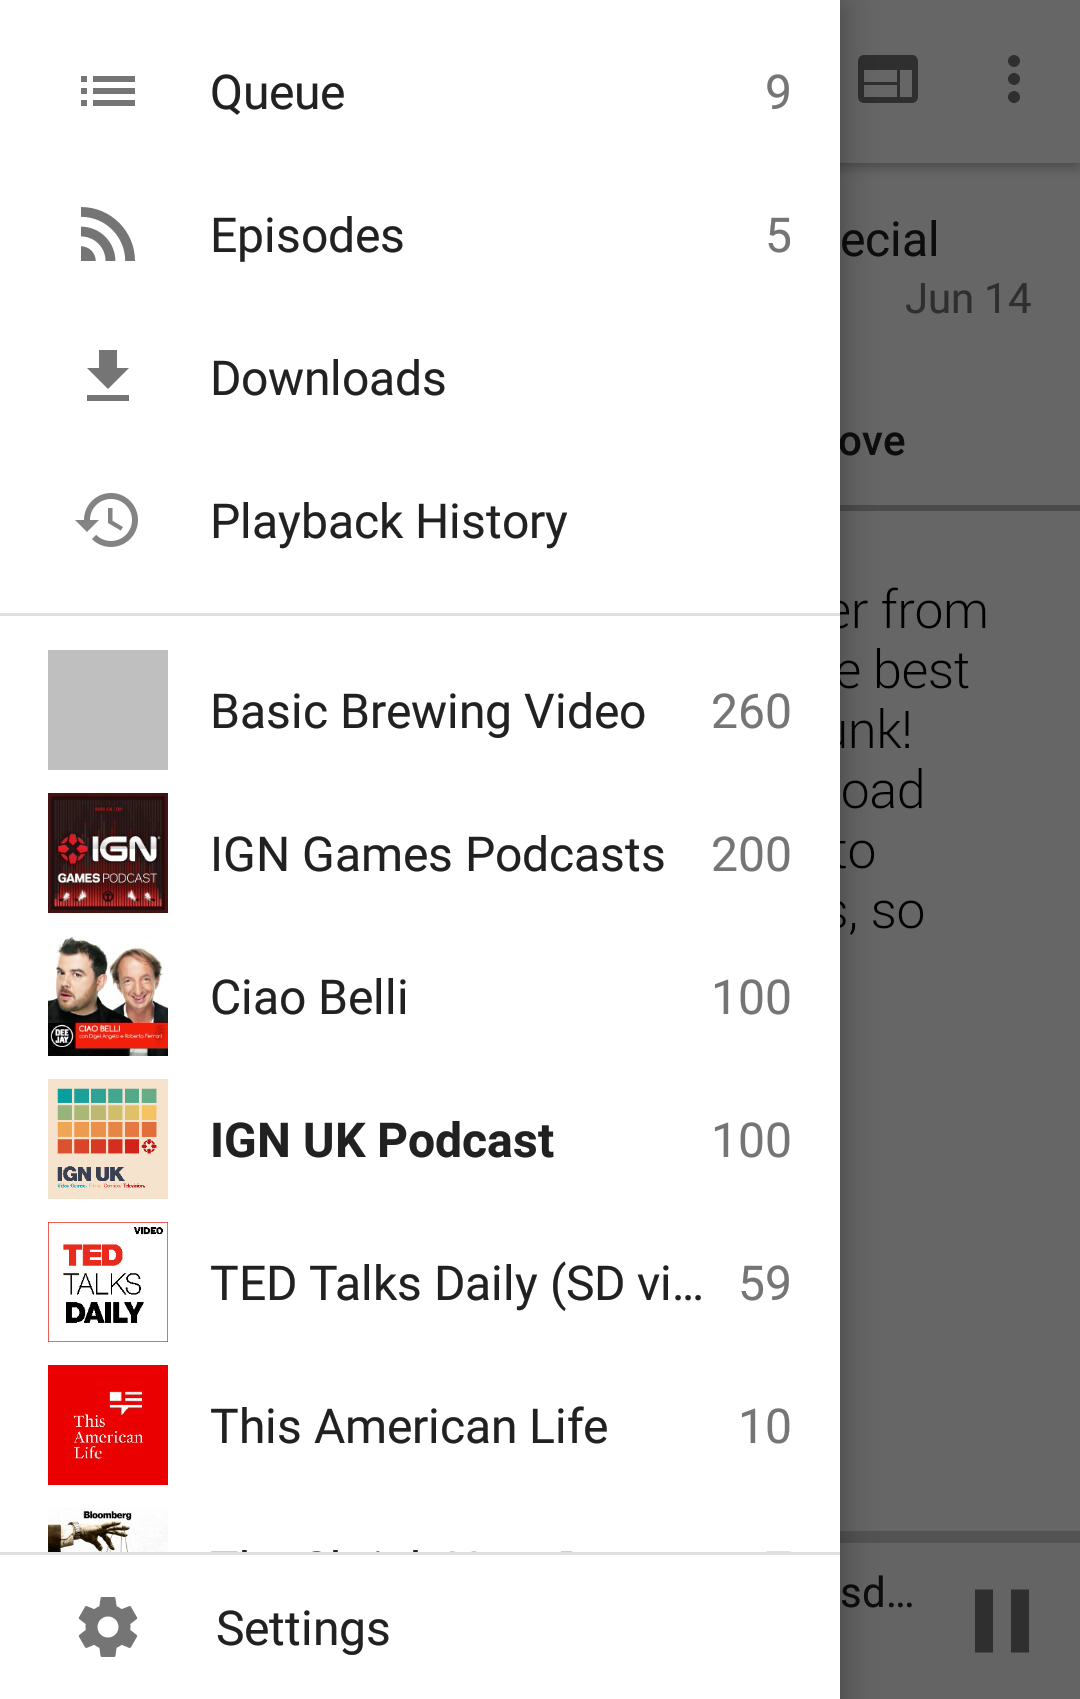 Queue 9
Episodes 5
Downloads
Playback History
Basic Brewing Video 260
IGN
GAMES PODCAST
IGN Games Podcasts 200
DEE JAY
CIAO BELLI
Ciao Belli 100
IGN UK
IGN UK Podcast 100
VIDEO
TED
TALKS
DAILY
TED Talks Daily (SD vi... 59
This
American
Life
This American Life 10
Bloomberg
Settings
ecial
Jun 14
ove
er from
e best
unk!
oad
to
s, so
sd...